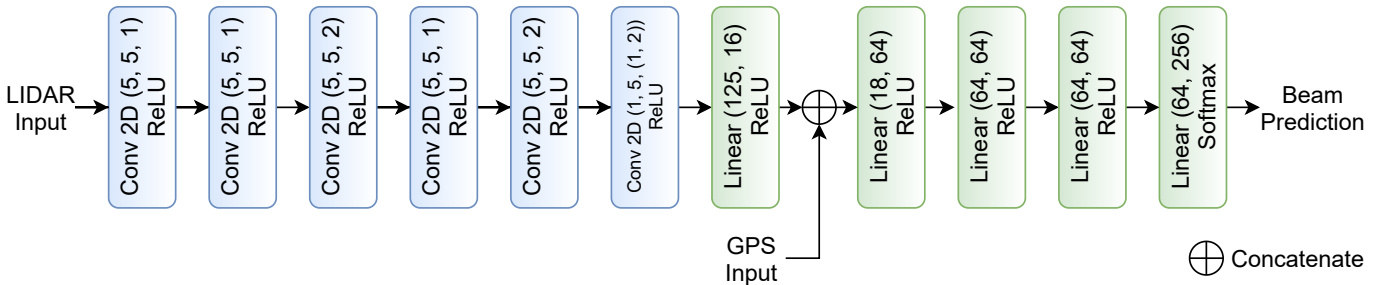 LIDAR
Input
Conv 2D (5, 5, 1)
ReLU
Conv 2D (5, 5, 1)
ReLU
Conv 2D (5, 5, 2)
ReLU
Conv 2D (5, 5, 1)
ReLU
Conv 2D (5, 5, 2)
ReLU
Conv 2D (1, 5, (1, 2))
ReLU
Linear (125, 16)
ReLU
GPS
Input
Linear (18, 64)
ReLU
Linear (64, 64)
ReLU
Linear (64, 64)
ReLU
Linear (64, 256)
Softmax
Beam
Prediction
Concatenate